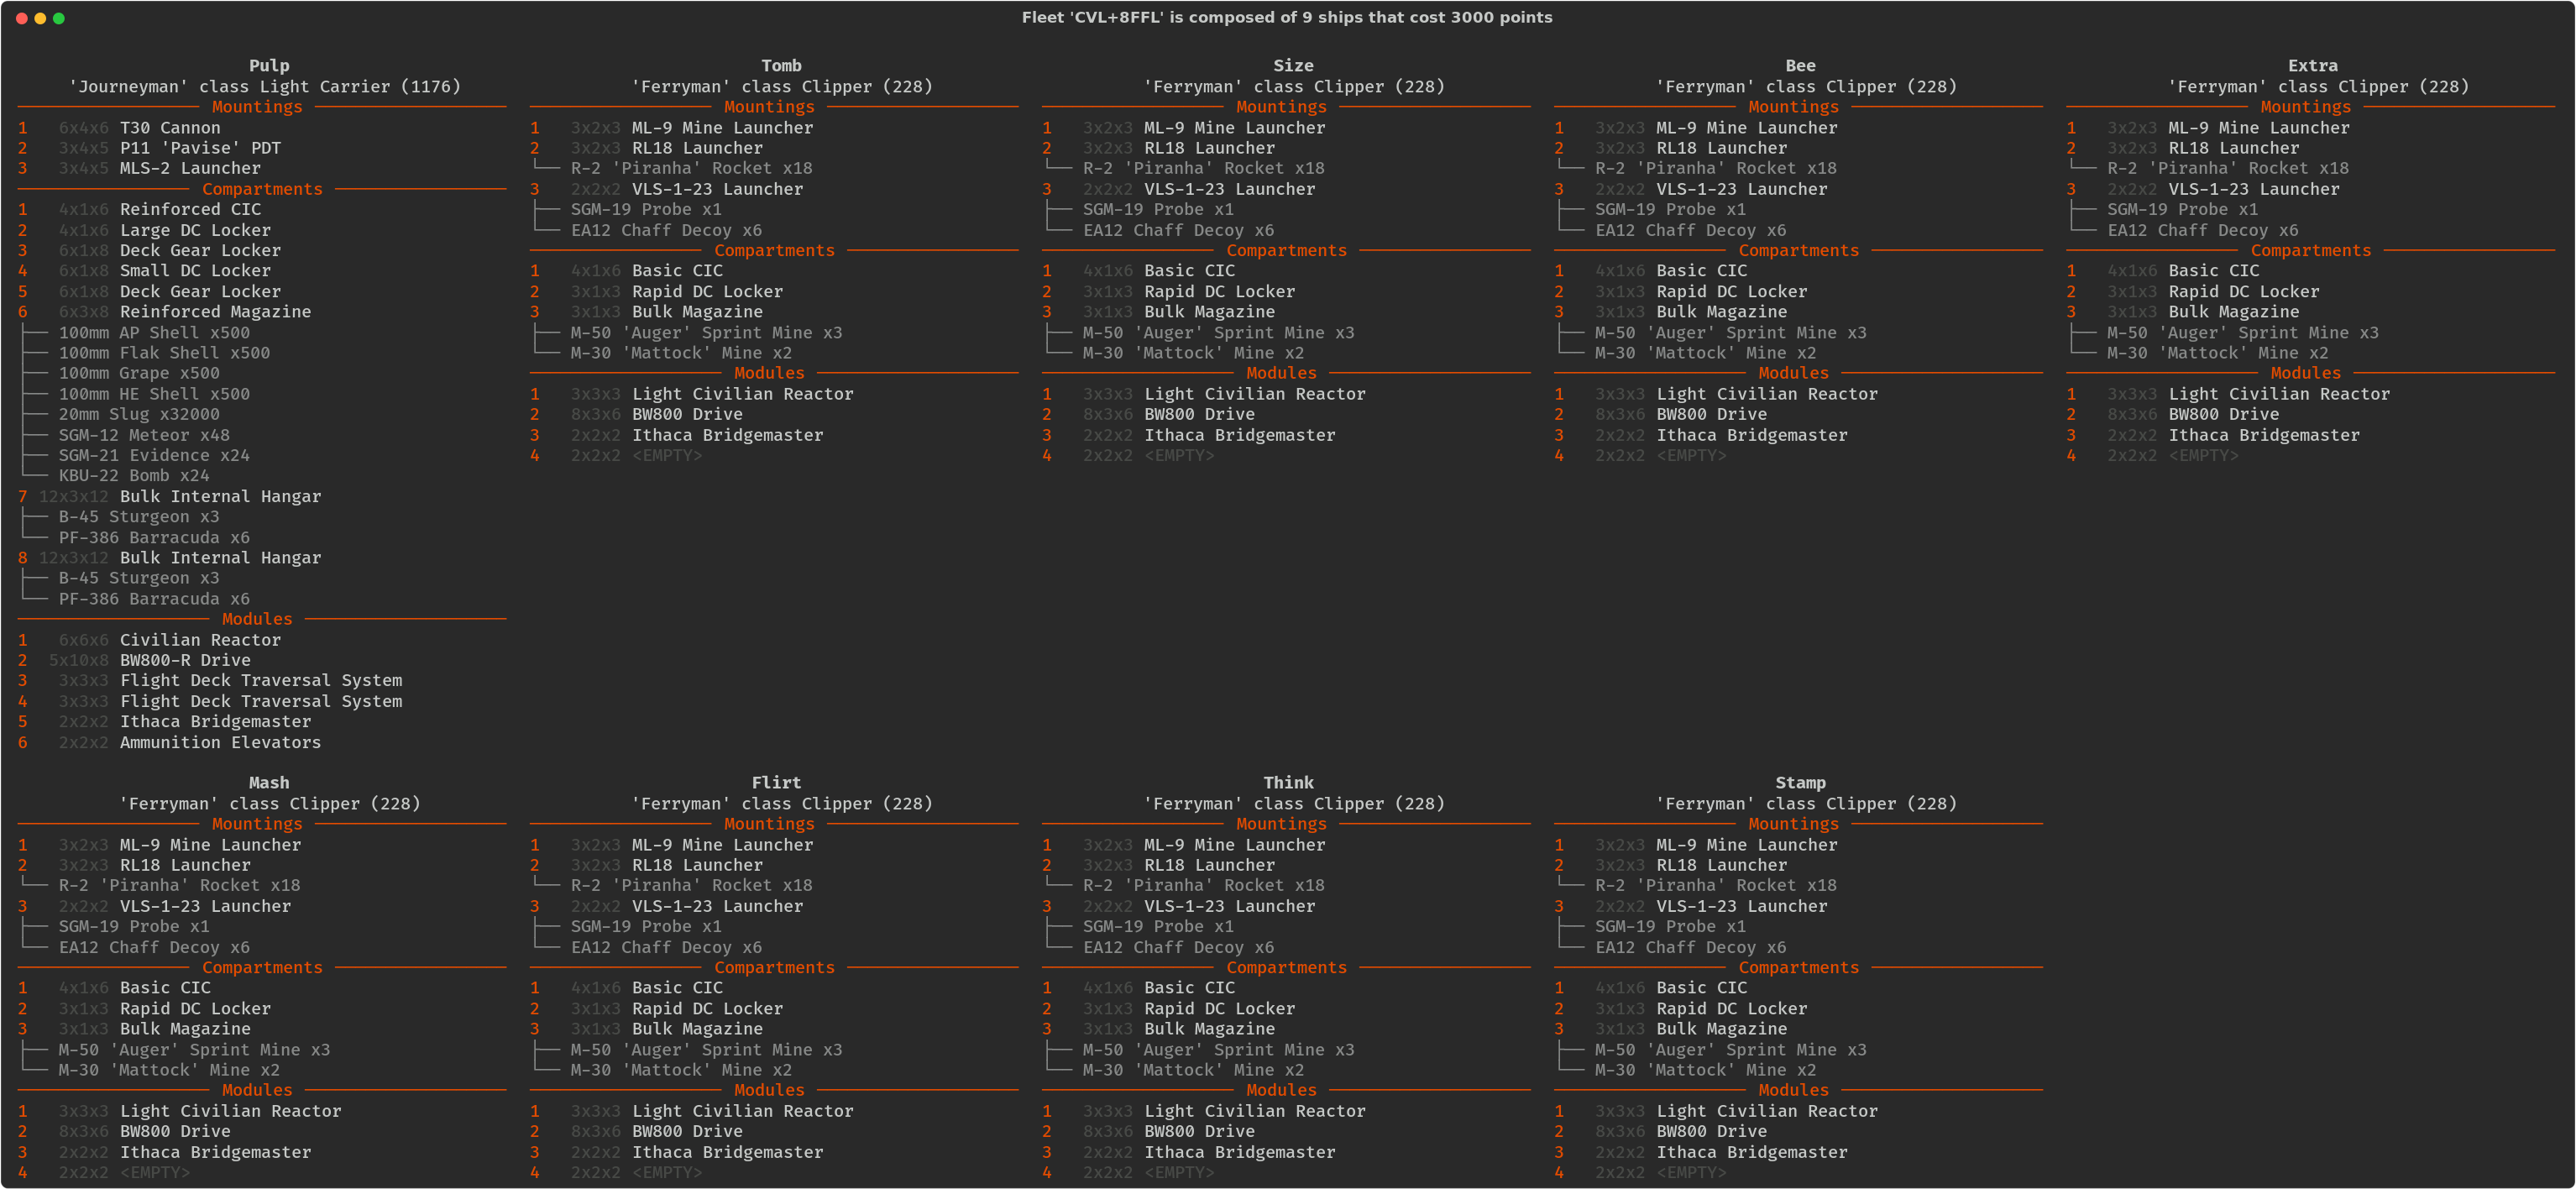 Fleet 'CVL+8FFL' is composed of 9 ships that cost 3000 points
Pulp
'Journeyman' class Light Carrier (1176)
Mountings
1 6x4x6 T30 Cannon
2 3x4x5 P11 'Pavise' PDT
3 3x4x5 MLS-2 Launcher
Compartments
1 4x1x6 Reinforced CIC
2 4x1x6 Large DC Locker
3 6x1x8 Deck Gear Locker
4 6x1x8 Small DC Locker
5 6x1x8 Deck Gear Locker
6 6x3x8 Reinforced Magazine
100mm AP Shell x500
100mm Flak Shell x500
100mm Grape x500
100mm HE Shell x500
20mm Slug x32000
SGM-12 Meteor x48
SGM-21 Evidence x24
KBU-22 Bomb x24
7 12x3x12 Bulk Internal Hangar
B-45 Sturgeon x3
PF-386 Barracuda x6
8 12x3x12 Bulk Internal Hangar
B-45 Sturgeon x3
PF-386 Barracuda x6
Modules
1 6x6x6 Civilian Reactor
2 5x10x8 BW800-R Drive
3 3x3x3 Flight Deck Traversal System
4 3x3x3 Flight Deck Traversal System
5 2x2x2 Ithaca Bridgemaster
6 2x2x2 Ammunition Elevators
Tomb
'Ferryman' class Clipper (228)
Mountings
1 3x2x3 ML-9 Mine Launcher
2 3x2x3 RL18 Launcher
R-2 'Piranha' Rocket x18
3 2x2x2 VLS-1-23 Launcher
SGM-19 Probe x1
EA12 Chaff Decoy x6
Compartments
1 4x1x6 Basic CIC
2 3x1x3 Rapid DC Locker
3 3x1x3 Bulk Magazine
M-50 'Auger' Sprint Mine x3
M-30 'Mattock' Mine x2
Modules
1 3x3x3 Light Civilian Reactor
2 8x3x6 BW800 Drive
3 2x2x2 Ithaca Bridgemaster
4 2x2x2 <EMPTY>
Size
'Ferryman' class Clipper (228)
Mountings
1 3x2x3 ML-9 Mine Launcher
2 3x2x3 RL18 Launcher
R-2 'Piranha' Rocket x18
3 2x2x2 VLS-1-23 Launcher
SGM-19 Probe x1
EA12 Chaff Decoy x6
Compartments
1 4x1x6 Basic CIC
2 3x1x3 Rapid DC Locker
3 3x1x3 Bulk Magazine
M-50 'Auger' Sprint Mine x3
M-30 'Mattock' Mine x2
Modules
1 3x3x3 Light Civilian Reactor
2 8x3x6 BW800 Drive
3 2x2x2 Ithaca Bridgemaster
4 2x2x2 <EMPTY>
Bee
'Ferryman' class Clipper (228)
Mountings
1 3x2x3 ML-9 Mine Launcher
2 3x2x3 RL18 Launcher
R-2 'Piranha' Rocket x18
3 2x2x2 VLS-1-23 Launcher
SGM-19 Probe x1
EA12 Chaff Decoy x6
Compartments
1 4x1x6 Basic CIC
2 3x1x3 Rapid DC Locker
3 3x1x3 Bulk Magazine
M-50 'Auger' Sprint Mine x3
M-30 'Mattock' Mine x2
Modules
1 3x3x3 Light Civilian Reactor
2 8x3x6 BW800 Drive
3 2x2x2 Ithaca Bridgemaster
4 2x2x2 <EMPTY>
Extra
'Ferryman' class Clipper (228)
Mountings
1 3x2x3 ML-9 Mine Launcher
2 3x2x3 RL18 Launcher
R-2 'Piranha' Rocket x18
3 2x2x2 VLS-1-23 Launcher
SGM-19 Probe x1
EA12 Chaff Decoy x6
Compartments
1 4x1x6 Basic CIC
2 3x1x3 Rapid DC Locker
3 3x1x3 Bulk Magazine
M-50 'Auger' Sprint Mine x3
M-30 'Mattock' Mine x2
Modules
1 3x3x3 Light Civilian Reactor
2 8x3x6 BW800 Drive
3 2x2x2 Ithaca Bridgemaster
4 2x2x2 <EMPTY>
Mash
'Ferryman' class Clipper (228)
Mountings
1 3x2x3 ML-9 Mine Launcher
2 3x2x3 RL18 Launcher
R-2 'Piranha' Rocket x18
3 2x2x2 VLS-1-23 Launcher
SGM-19 Probe x1
EA12 Chaff Decoy x6
Compartments
1 4x1x6 Basic CIC
2 3x1x3 Rapid DC Locker
3 3x1x3 Bulk Magazine
M-50 'Auger' Sprint Mine x3
M-30 'Mattock' Mine x2
Modules
1 3x3x3 Light Civilian Reactor
2 8x3x6 BW800 Drive
3 2x2x2 Ithaca Bridgemaster
4 2x2x2 <EMPTY>
Flirt
'Ferryman' class Clipper (228)
Mountings
1 3x2x3 ML-9 Mine Launcher
2 3x2x3 RL18 Launcher
R-2 'Piranha' Rocket x18
3 2x2x2 VLS-1-23 Launcher
SGM-19 Probe x1
EA12 Chaff Decoy x6
Compartments
1 4x1x6 Basic CIC
2 3x1x3 Rapid DC Locker
3 3x1x3 Bulk Magazine
M-50 'Auger' Sprint Mine x3
M-30 'Mattock' Mine x2
Modules
1 3x3x3 Light Civilian Reactor
2 8x3x6 BW800 Drive
3 2x2x2 Ithaca Bridgemaster
4 2x2x2 <EMPTY>
Think
'Ferryman' class Clipper (228)
Mountings
1 3x2x3 ML-9 Mine Launcher
2 3x2x3 RL18 Launcher
R-2 'Piranha' Rocket x18
3 2x2x2 VLS-1-23 Launcher
SGM-19 Probe x1
EA12 Chaff Decoy x6
Compartments
1 4x1x6 Basic CIC
2 3x1x3 Rapid DC Locker
3 3x1x3 Bulk Magazine
M-50 'Auger' Sprint Mine x3
M-30 'Mattock' Mine x2
Modules
1 3x3x3 Light Civilian Reactor
2 8x3x6 BW800 Drive
3 2x2x2 Ithaca Bridgemaster
4 2x2x2 <EMPTY>
Stamp
'Ferryman' class Clipper (228)
Mountings
1 3x2x3 ML-9 Mine Launcher
2 3x2x3 RL18 Launcher
R-2 'Piranha' Rocket x18
3 2x2x2 VLS-1-23 Launcher
SGM-19 Probe x1
EA12 Chaff Decoy x6
Compartments
1 4x1x6 Basic CIC
2 3x1x3 Rapid DC Locker
3 3x1x3 Bulk Magazine
M-50 'Auger' Sprint Mine x3
M-30 'Mattock' Mine x2
Modules
1 3x3x3 Light Civilian Reactor
2 8x3x6 BW800 Drive
3 2x2x2 Ithaca Bridgemaster
4 2x2x2 <EMPTY>